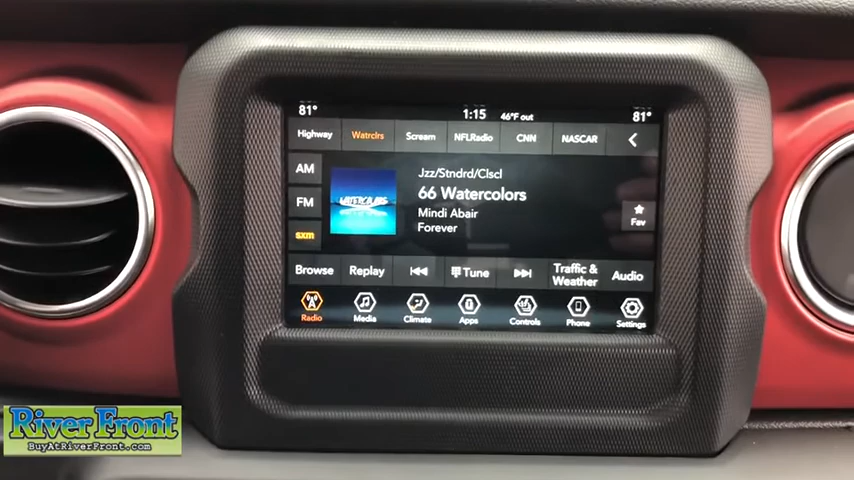 81° 1:15 46°F out 81°
Highway Watrclrs Scream NFLRadio CNN NASCAR
AM
FM
sxm
WATERCOLORS
Jzz/Stndrd/Clscl
66 Watercolors
Mindi Abair
Forever
Fav
Browse Replay Tune Traffic & Weather Audio
Radio Media Climate Apps Controls Phone Settings
River Front
BuyAtRiverFront.com